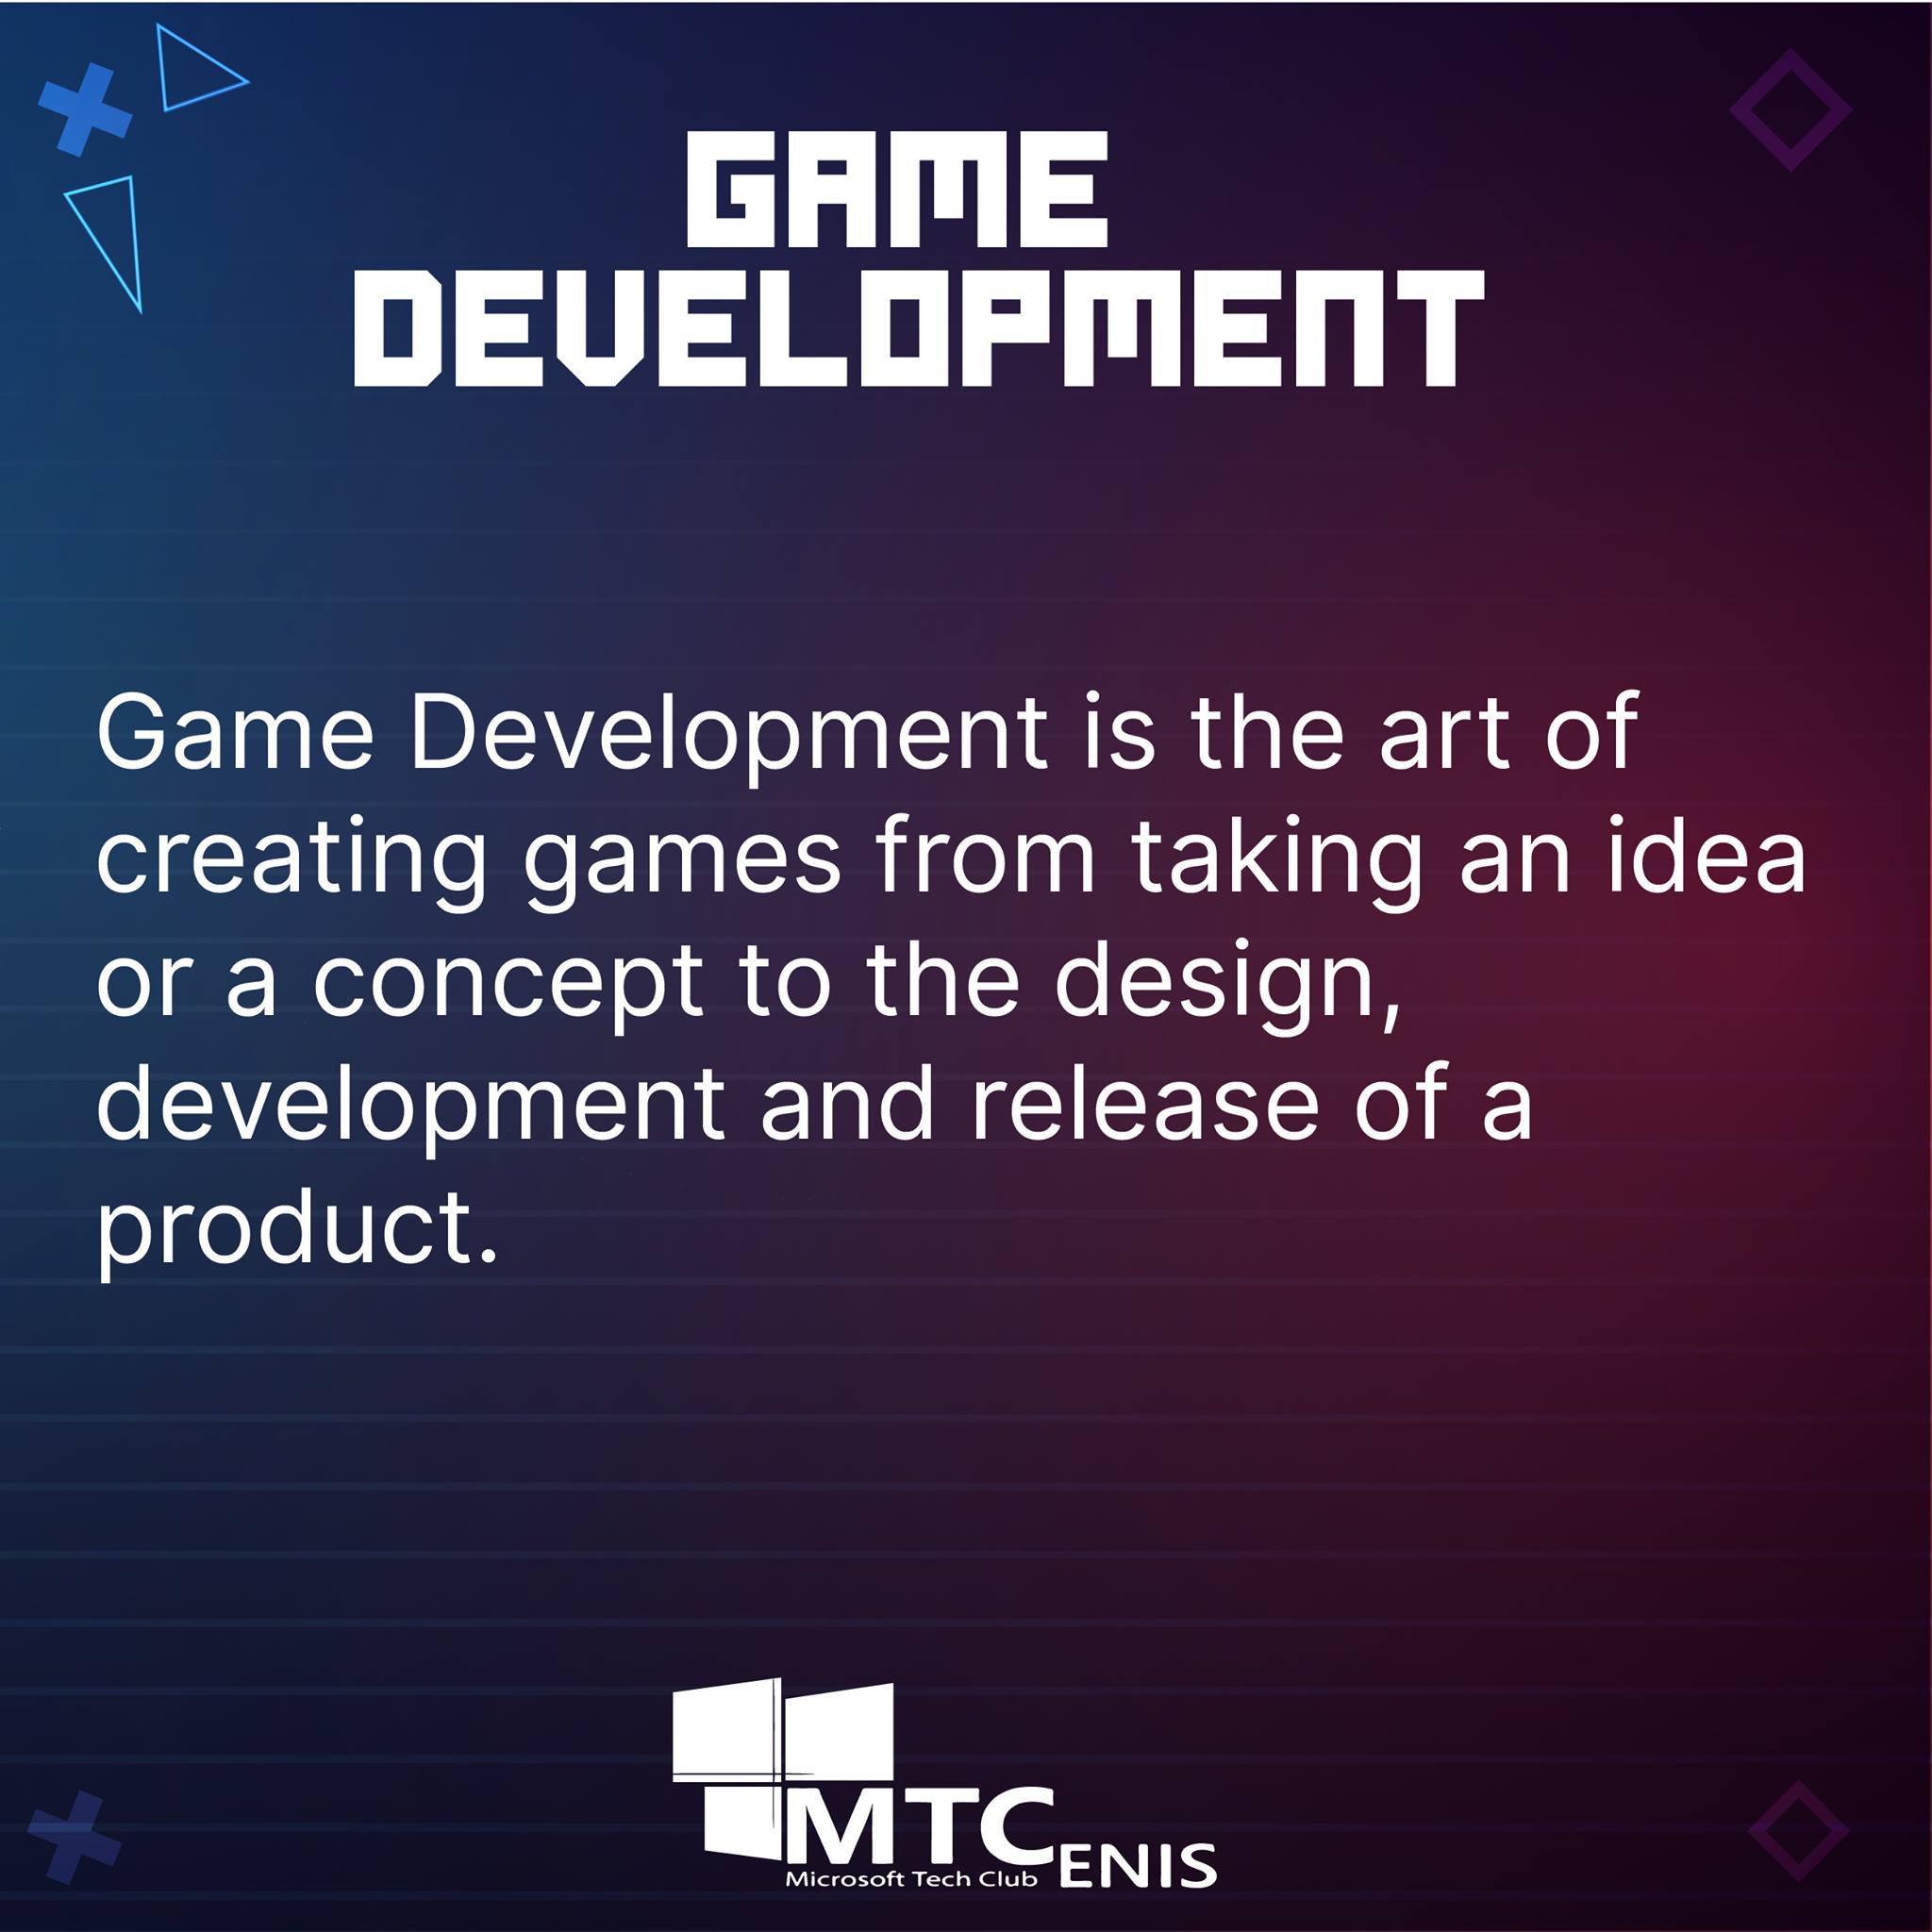 GAME
DEVELOPMENT
Game Development is the art of
creating games from taking an idea
or a concept to the design,
development and release of a
product.
MTC ENIS
Microsoft Tech Club